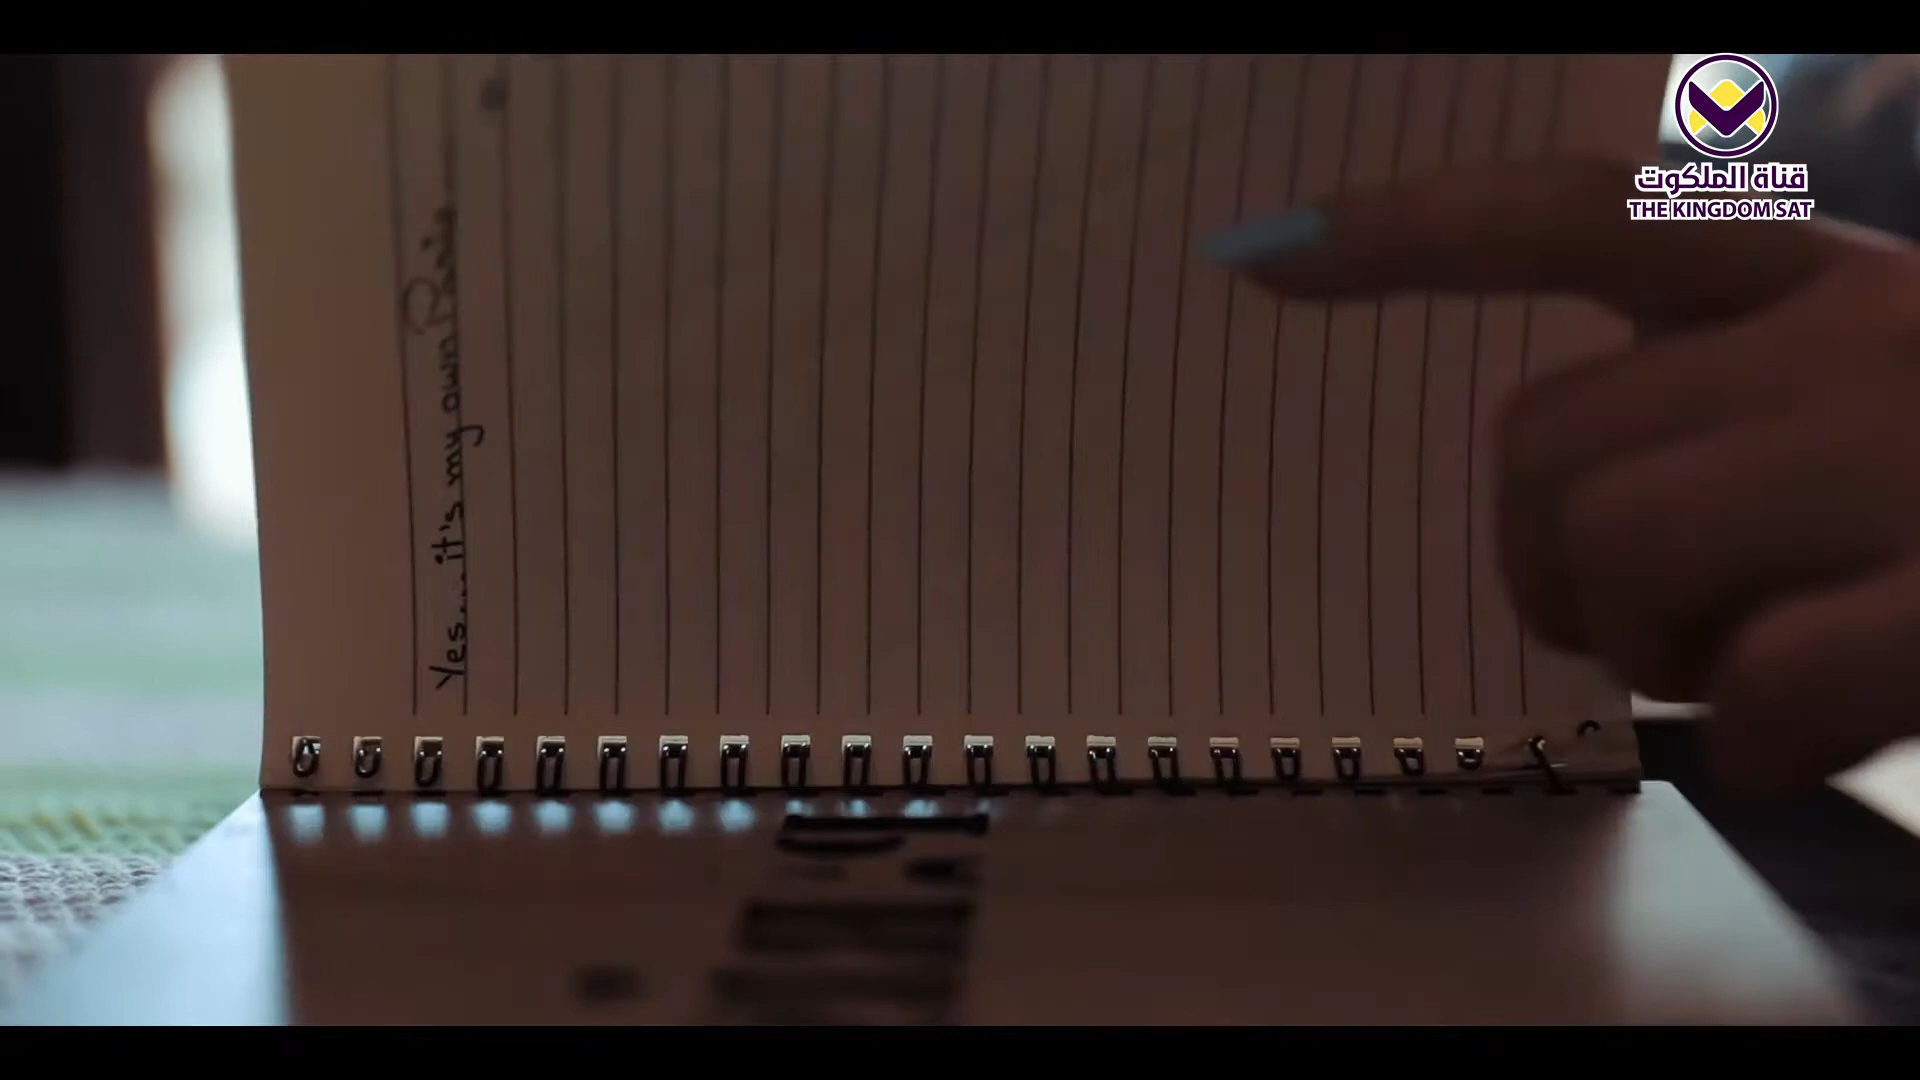 قناة الملكوت
THE KINGDOM SAT
Yes... it's my own Paris